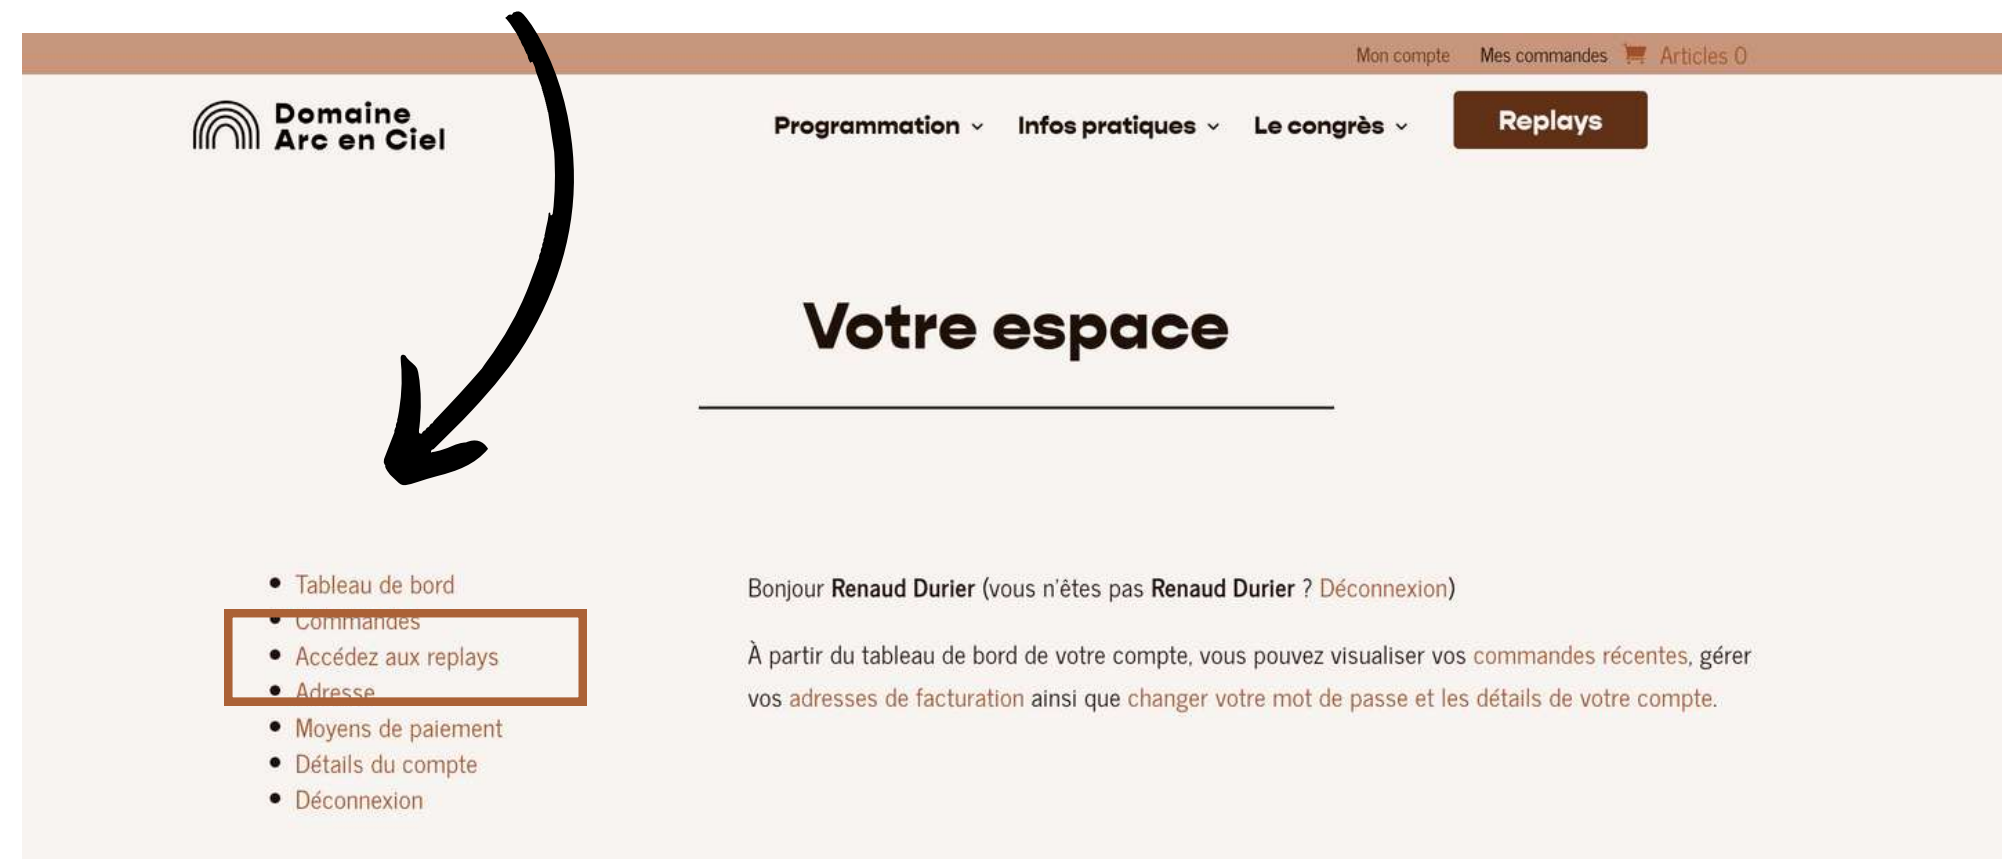 Mon compte Mes commandes Articles 0
Domaine
Arc en Ciel
Programmation Infos pratiques Le congrès Replays
Votre espace
Tableau de bord
Commandes
Accédez aux replays
Adresse
Moyens de paiement
Détails du compte
Déconnexion
Bonjour Renaud Durier (vous n'êtes pas Renaud Durier ? Déconnexion)
À partir du tableau de bord de votre compte, vous pouvez visualiser vos commandes récentes, gérer
vos adresses de facturation ainsi que changer votre mot de passe et les détails de votre compte.